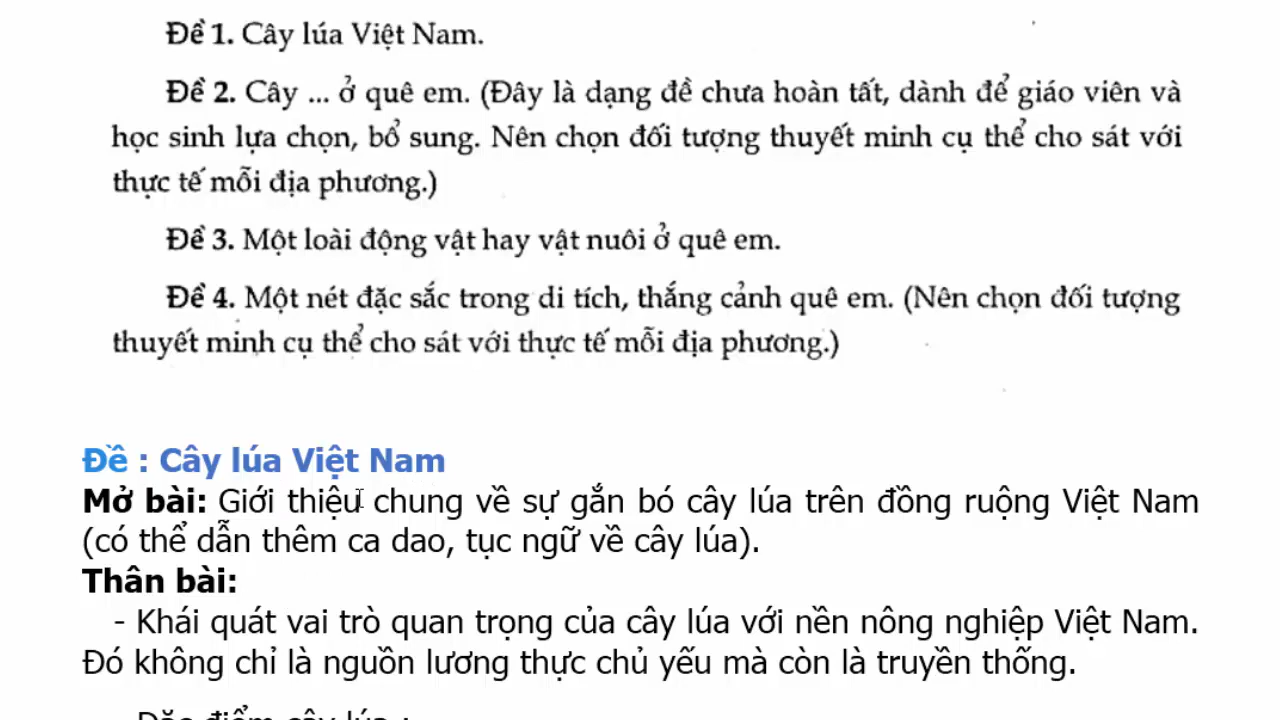 Đề 1. Cây lúa Việt Nam.
Đề 2. Cây ... ở quê em. (Đây là dạng đề chưa hoàn tất, dành để giáo viên và
học sinh lựa chọn, bổ sung. Nên chọn đối tượng thuyết minh cụ thể cho sát với
thực tế mỗi địa phương.)
Đề 3. Một loài động vật hay vật nuôi ở quê em.
Đề 4. Một nét đặc sắc trong di tích, thắng cảnh quê em. (Nên chọn đối tượng
thuyết minh cụ thể cho sát với thực tế mỗi địa phương.)
Đề : Cây lúa Việt Nam
Mở bài: Giới thiệu chung về sự gắn bó cây lúa trên đồng ruộng Việt Nam
(có thể dẫn thêm ca dao, tục ngữ về cây lúa).
Thân bài:
- Khái quát vai trò quan trọng của cây lúa với nền nông nghiệp Việt Nam.
Đó không chỉ là nguồn lương thực chủ yếu mà còn là truyền thống.
- Đặc điểm cây lúa :